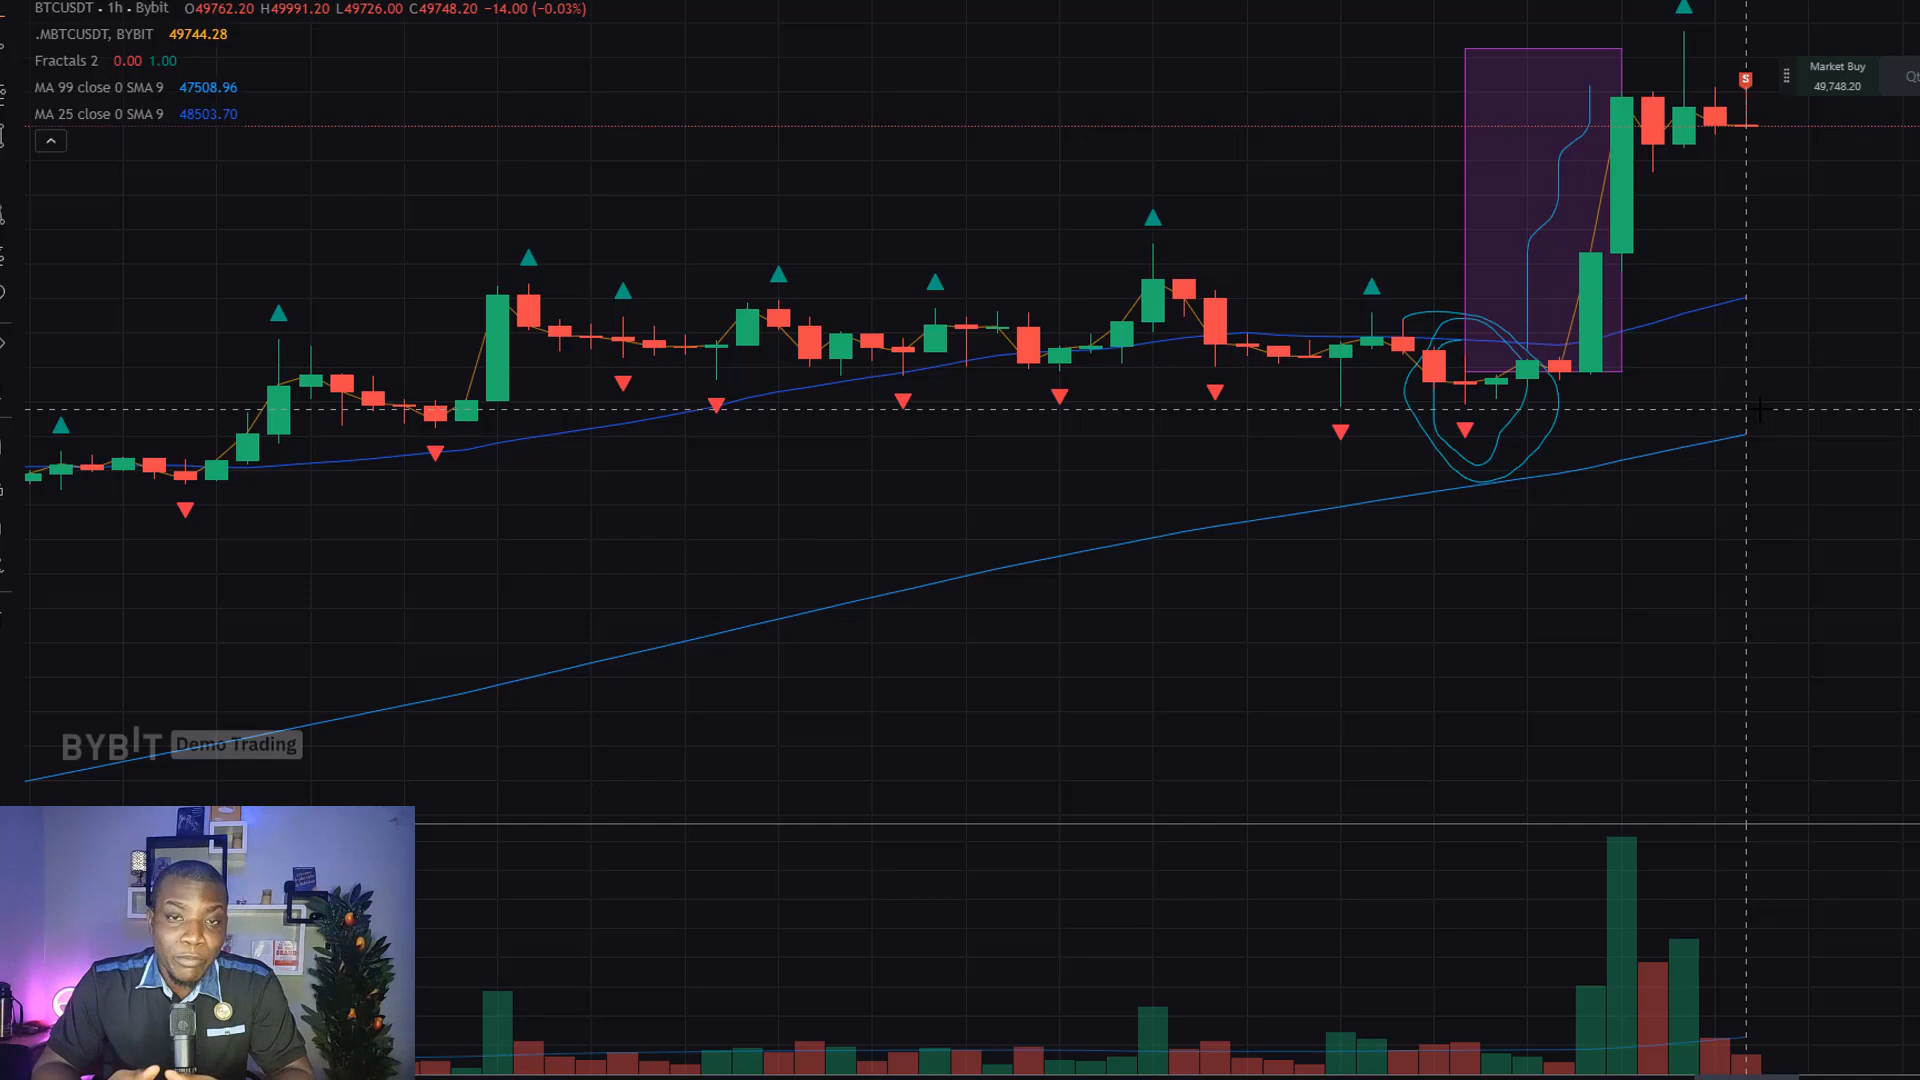 BTCUSDT • 1h • Bybit O49762.20 H49991.20 L49726.00 C49748.20 −14.00 (−0.03%)
.MBTCUSDT, BYBIT 49744.28
Fractals 2 0.00 1.00
MA 99 close 0 SMA 9 47508.96
MA 25 close 0 SMA 9 48503.70
S
Market Buy
49,748.20
Qt
BYBIT Demo Trading
BRAND